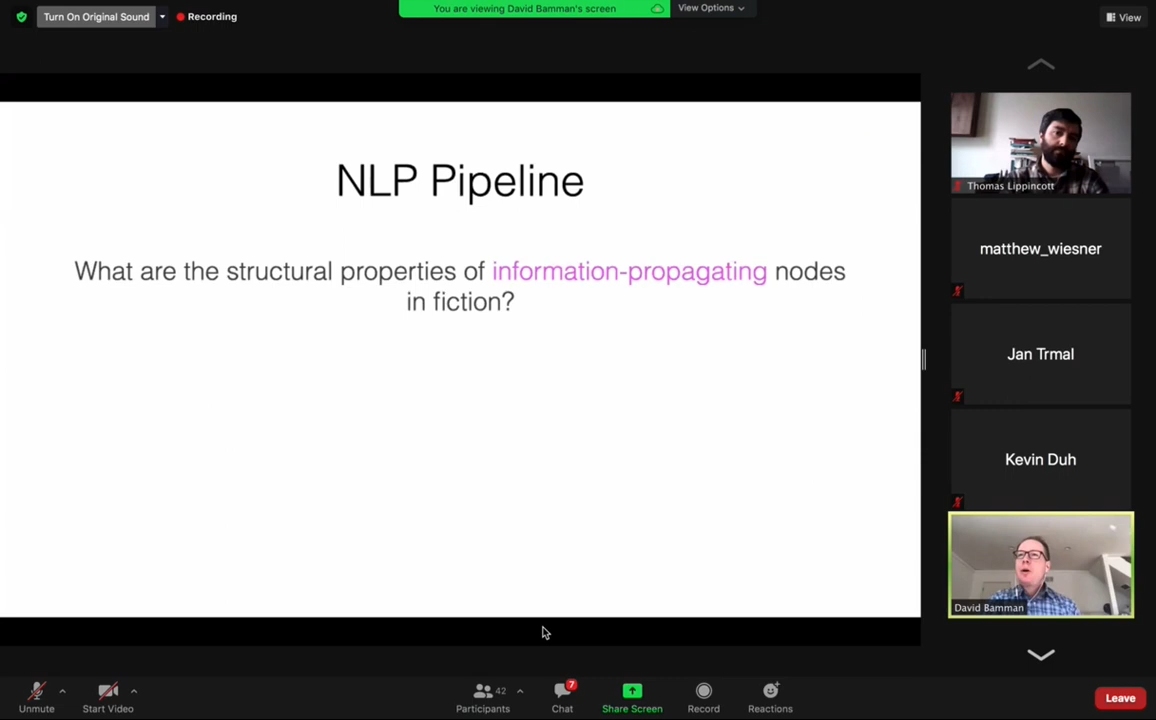 Turn On Original Sound
Recording
You are viewing David Bamman's screen
View Options
View
NLP Pipeline
What are the structural properties of information-propagating nodes
in fiction?
Thomas Lippincott
matthew_wiesner
Jan Trmal
Kevin Duh
David Bamman
Unmute
Start Video
42
Participants
7
Chat
Share Screen
Record
Reactions
Leave